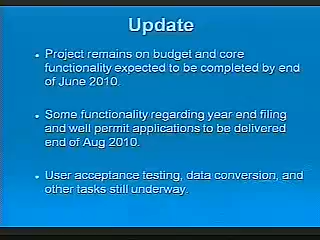 Update
Project remains on budget and core
functionality expected to be completed by end
of June 2010.
Some functionality regarding year end filing
and well permit applications to be delivered
end of Aug 2010.
User acceptance testing, data conversion, and
other tasks still underway.